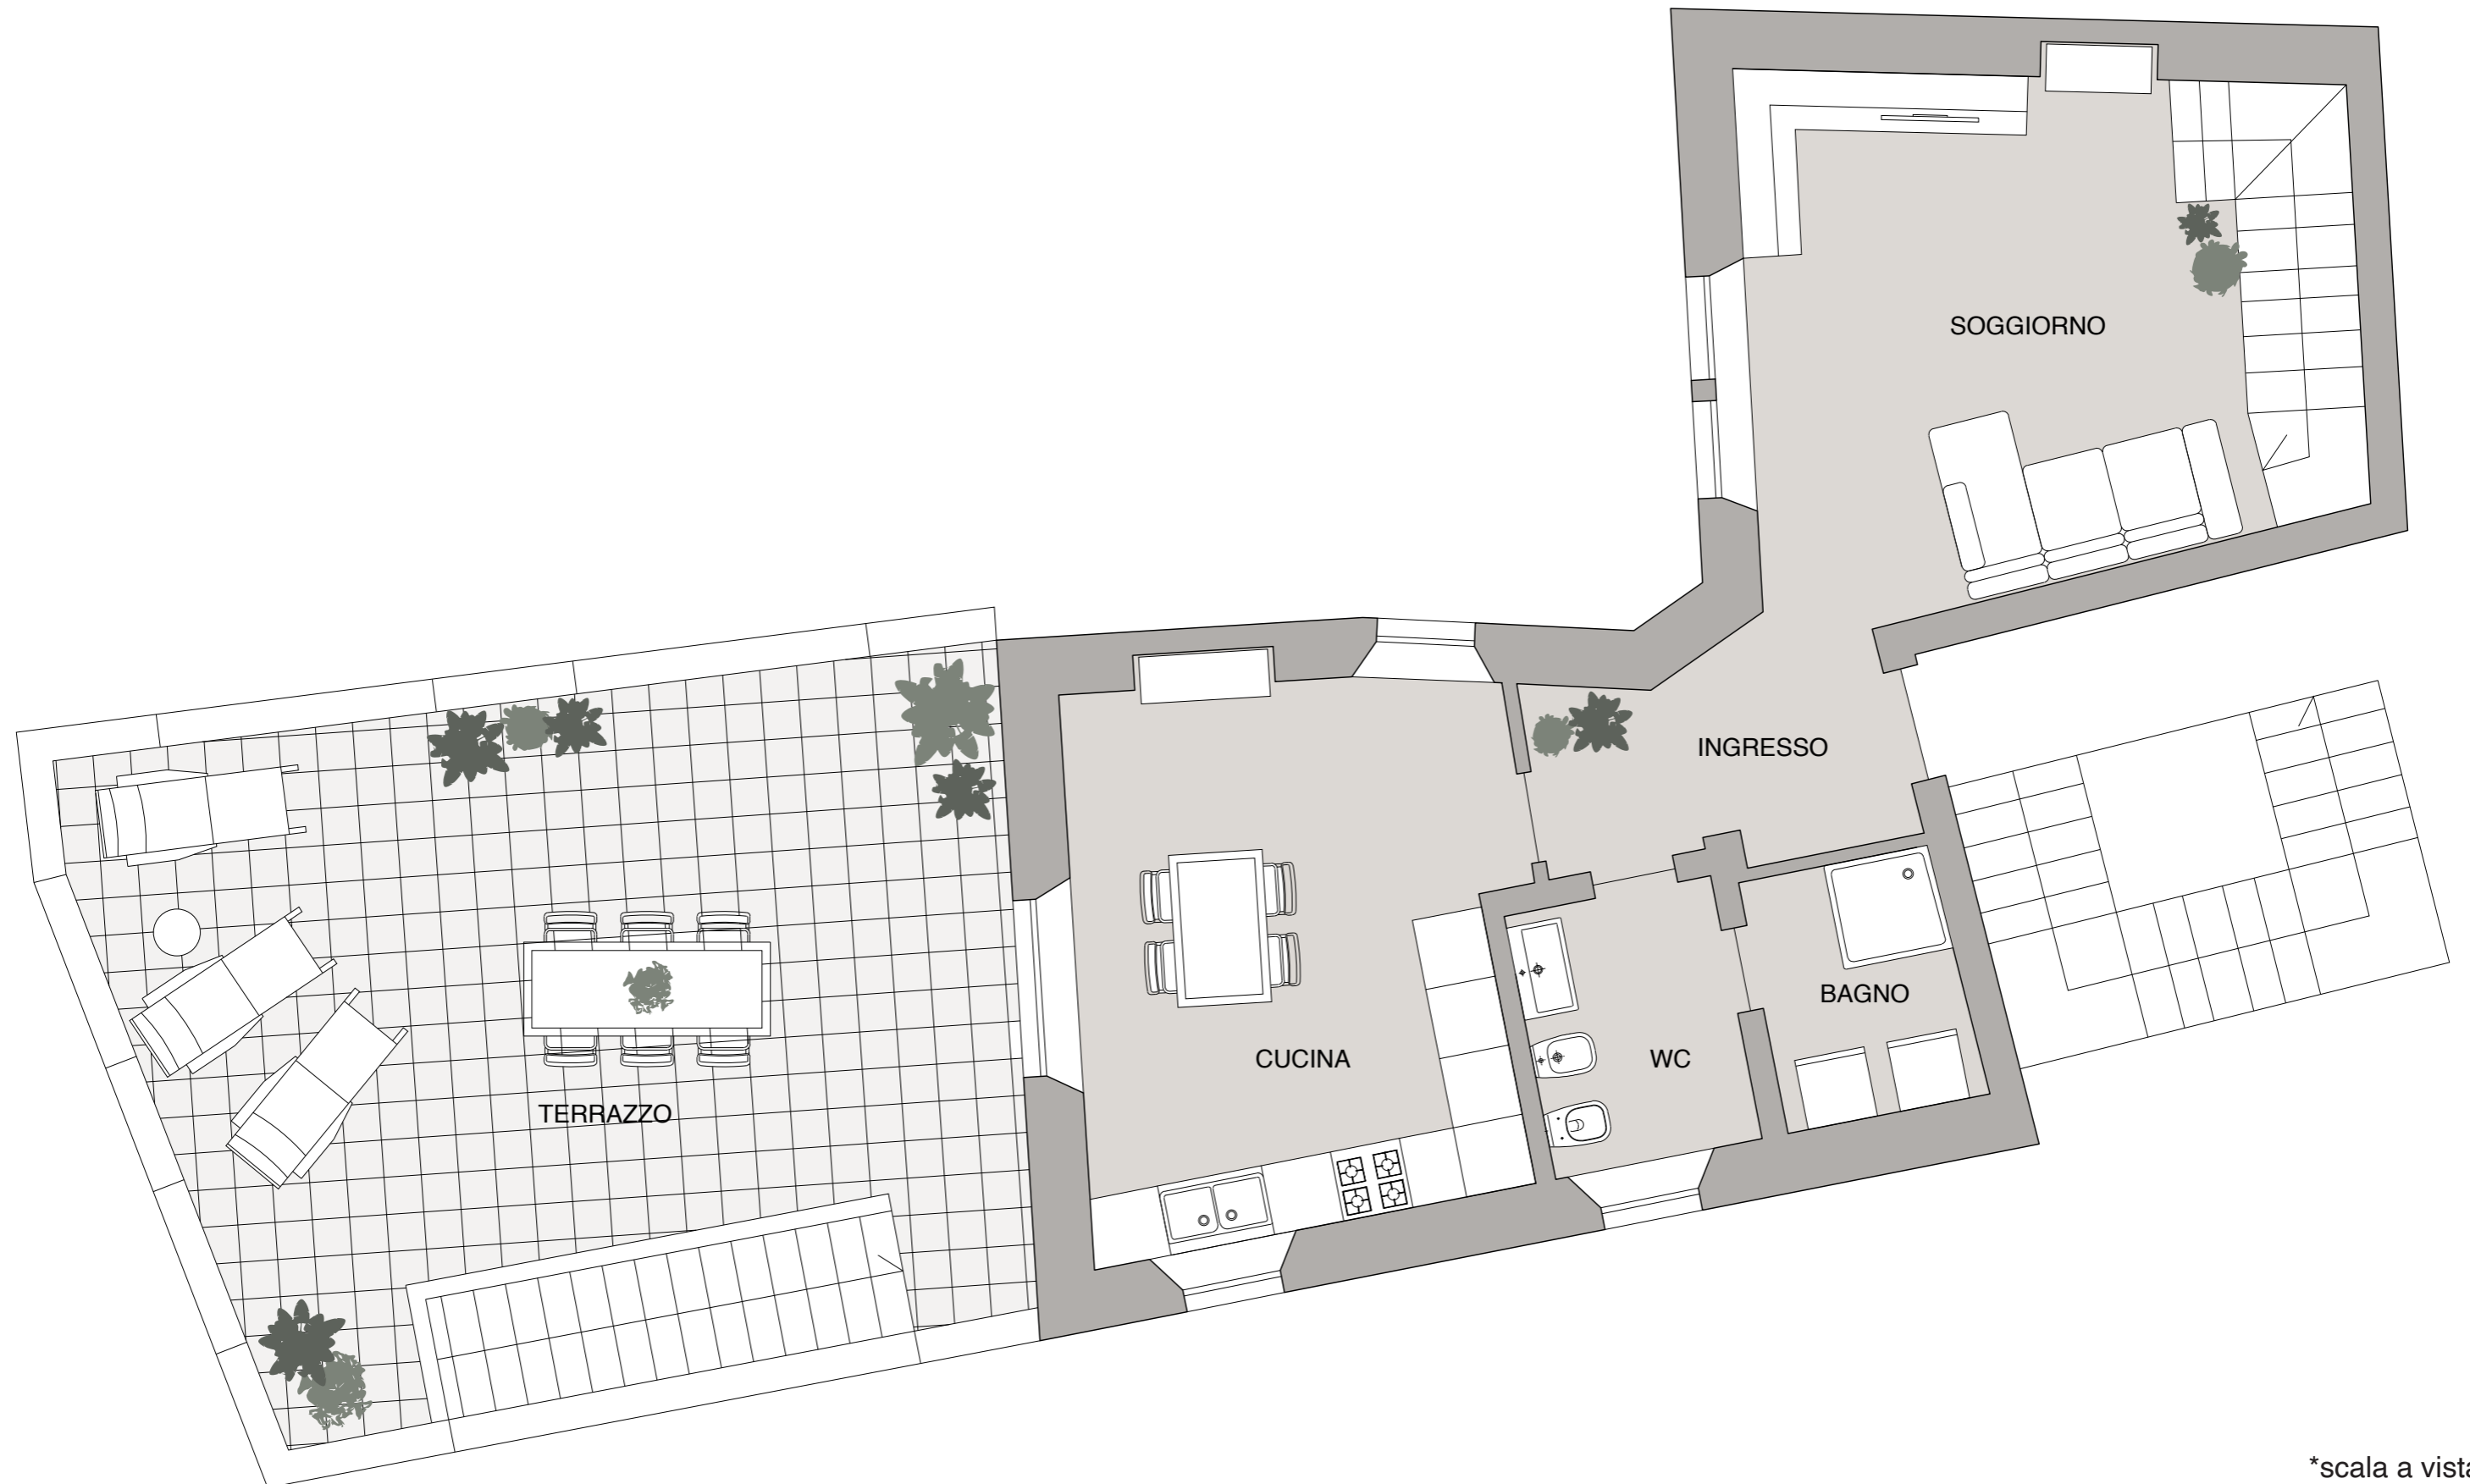 SOGGIORNO
INGRESSO
BAGNO
CUCINA
WC
TERRAZZO
*scala a vista